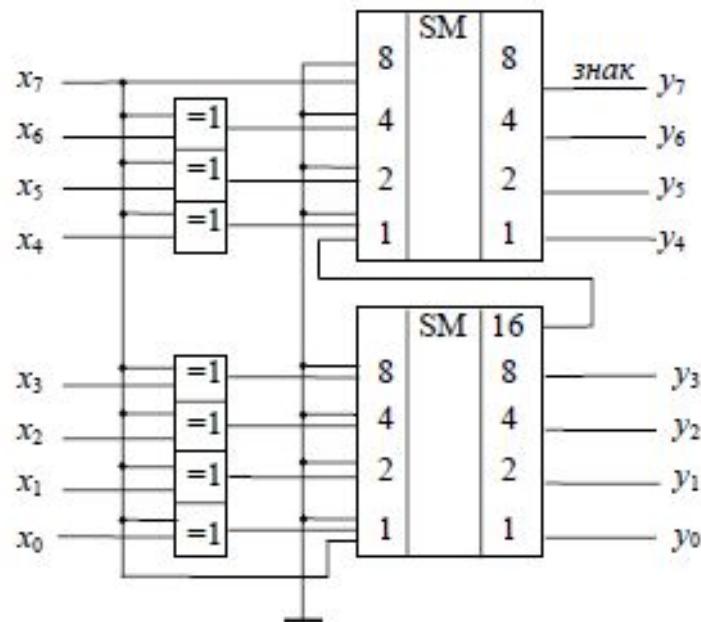 SM
8 8
знак
x7 y7
=1
4 4
x6 y6
=1
2 2
x5 y5
=1
1 1
x4 y4
SM 16
=1
8 8
x3 y3
=1
4 4
x2 y2
=1
2 2
x1 y1
=1
1 1
x0 y0